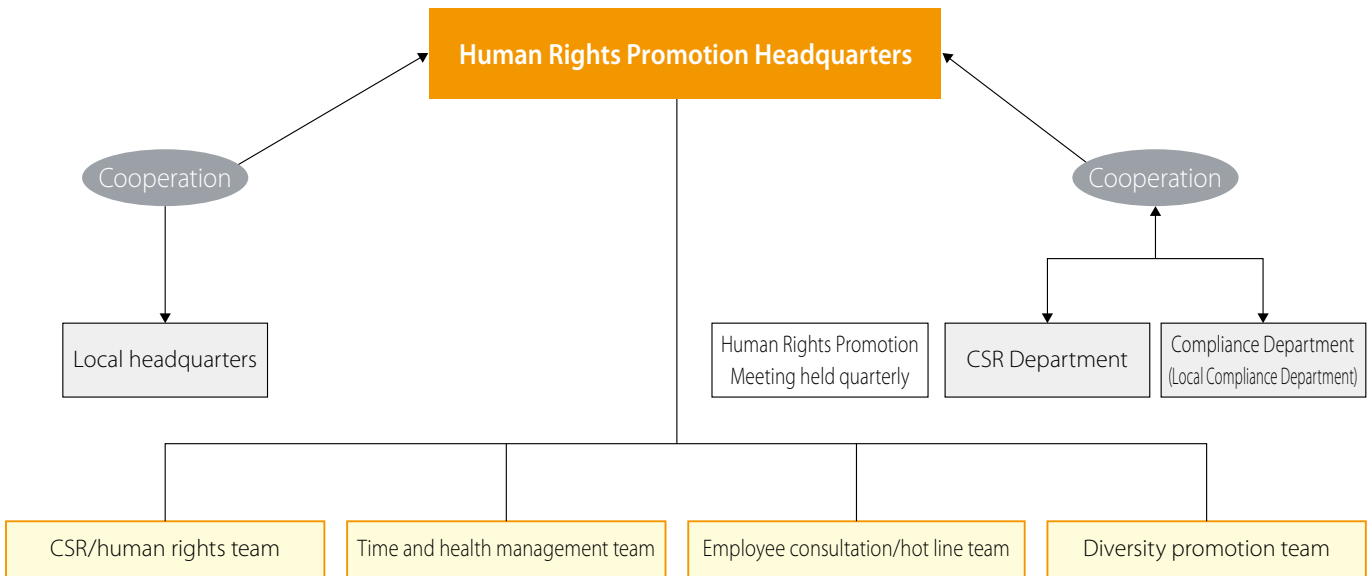 Human Rights Promotion Headquarters
Cooperation
Cooperation
Local headquarters
Human Rights Promotion
Meeting held quarterly
CSR Department
Compliance Department
(Local Compliance Department)
CSR/human rights team
Time and health management team
Employee consultation/hot line team
Diversity promotion team